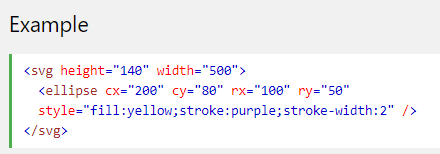 Example
<svg height="140" width="500">
<ellipse cx="200" cy="80" rx="100" ry="50"
style="fill:yellow;stroke:purple;stroke-width:2" />
</svg>